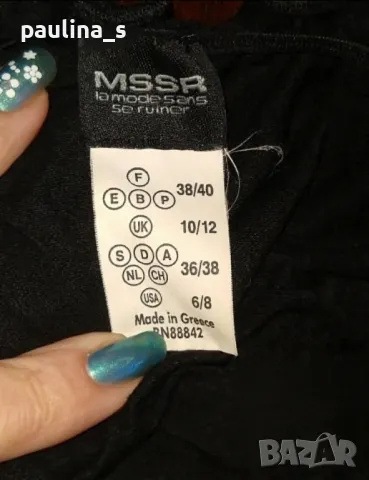 paulina_s
MSSR
la mode sans
se ruiner
F
E B P 38/40
UK 10/12
S D A
NL CH 36/38
USA 6/8
Made in Greece
RN88842
BAZAR